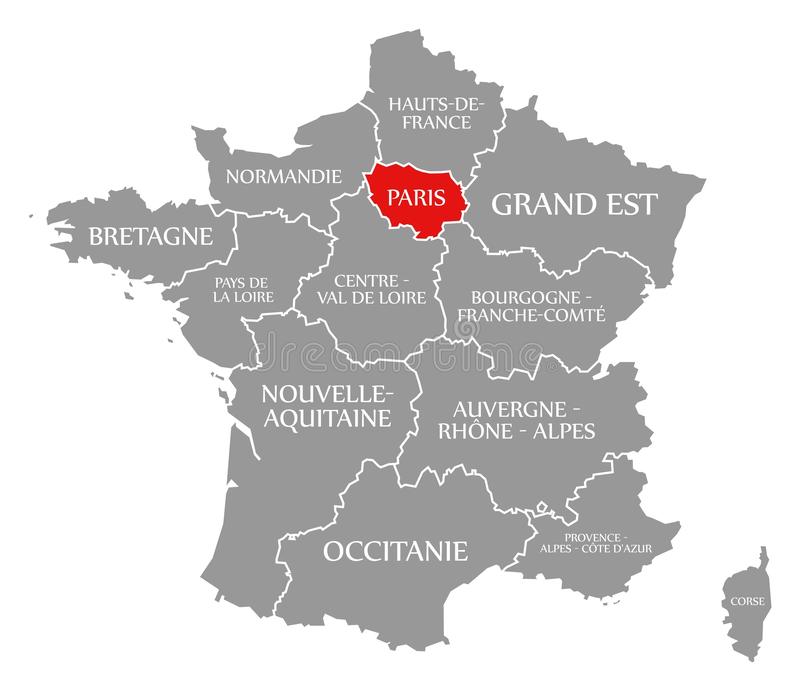 HAUTS-DE-
FRANCE
NORMANDIE
PARIS
GRAND EST
BRETAGNE
PAYS DE
LA LOIRE
CENTRE -
VAL DE LOIRE
BOURGOGNE -
FRANCHE-COMTÉ
dreamstime.com
NOUVELLE-
AQUITAINE
AUVERGNE -
RHÔNE - ALPES
OCCITANIE
PROVENCE -
ALPES - CÔTE D'AZUR
CORSE